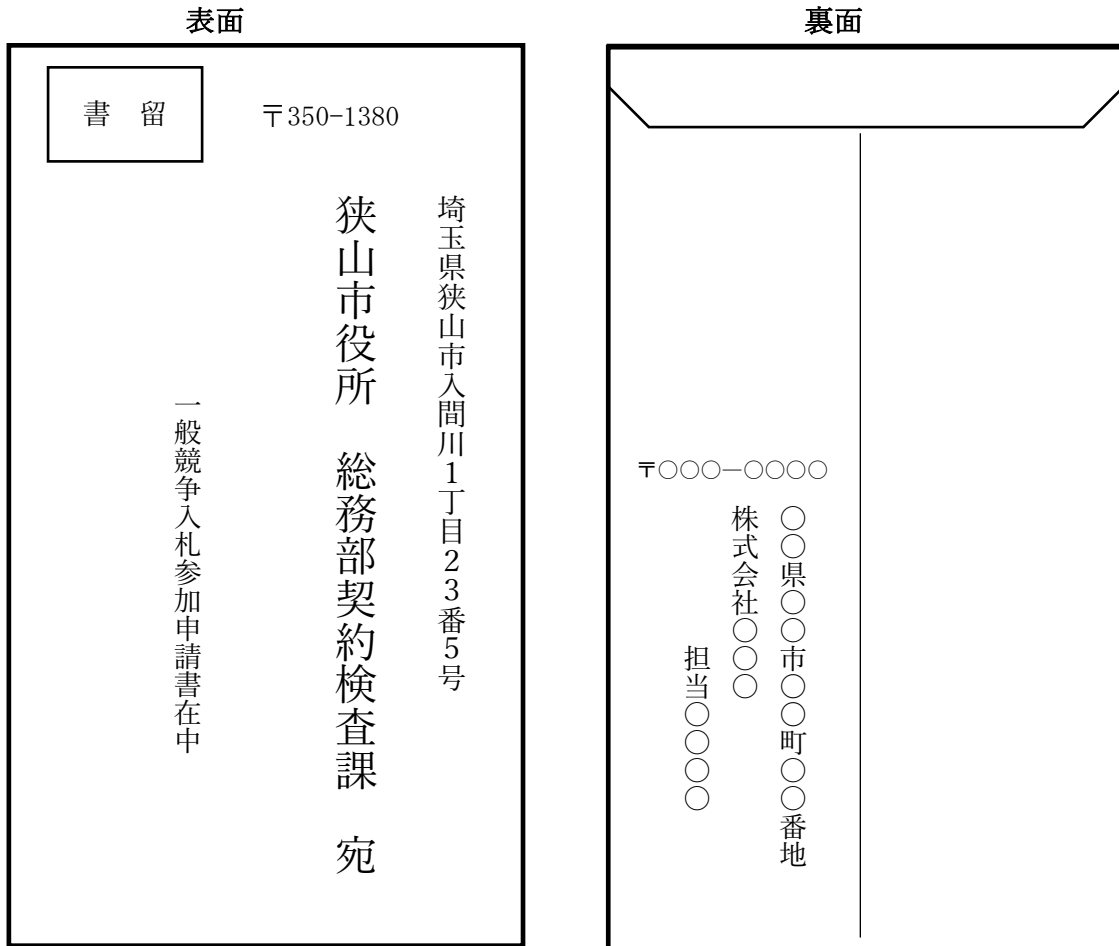 表面
書　留
〒350-1380
埼玉県狭山市入間川１丁目２３番５号
狭山市役所　総務部契約検査課　宛
一般競争入札参加申請書在中
裏面
〒○○○－○○○○
○○県○○市○○町○○番地
株式会社○○○
担当○○○○